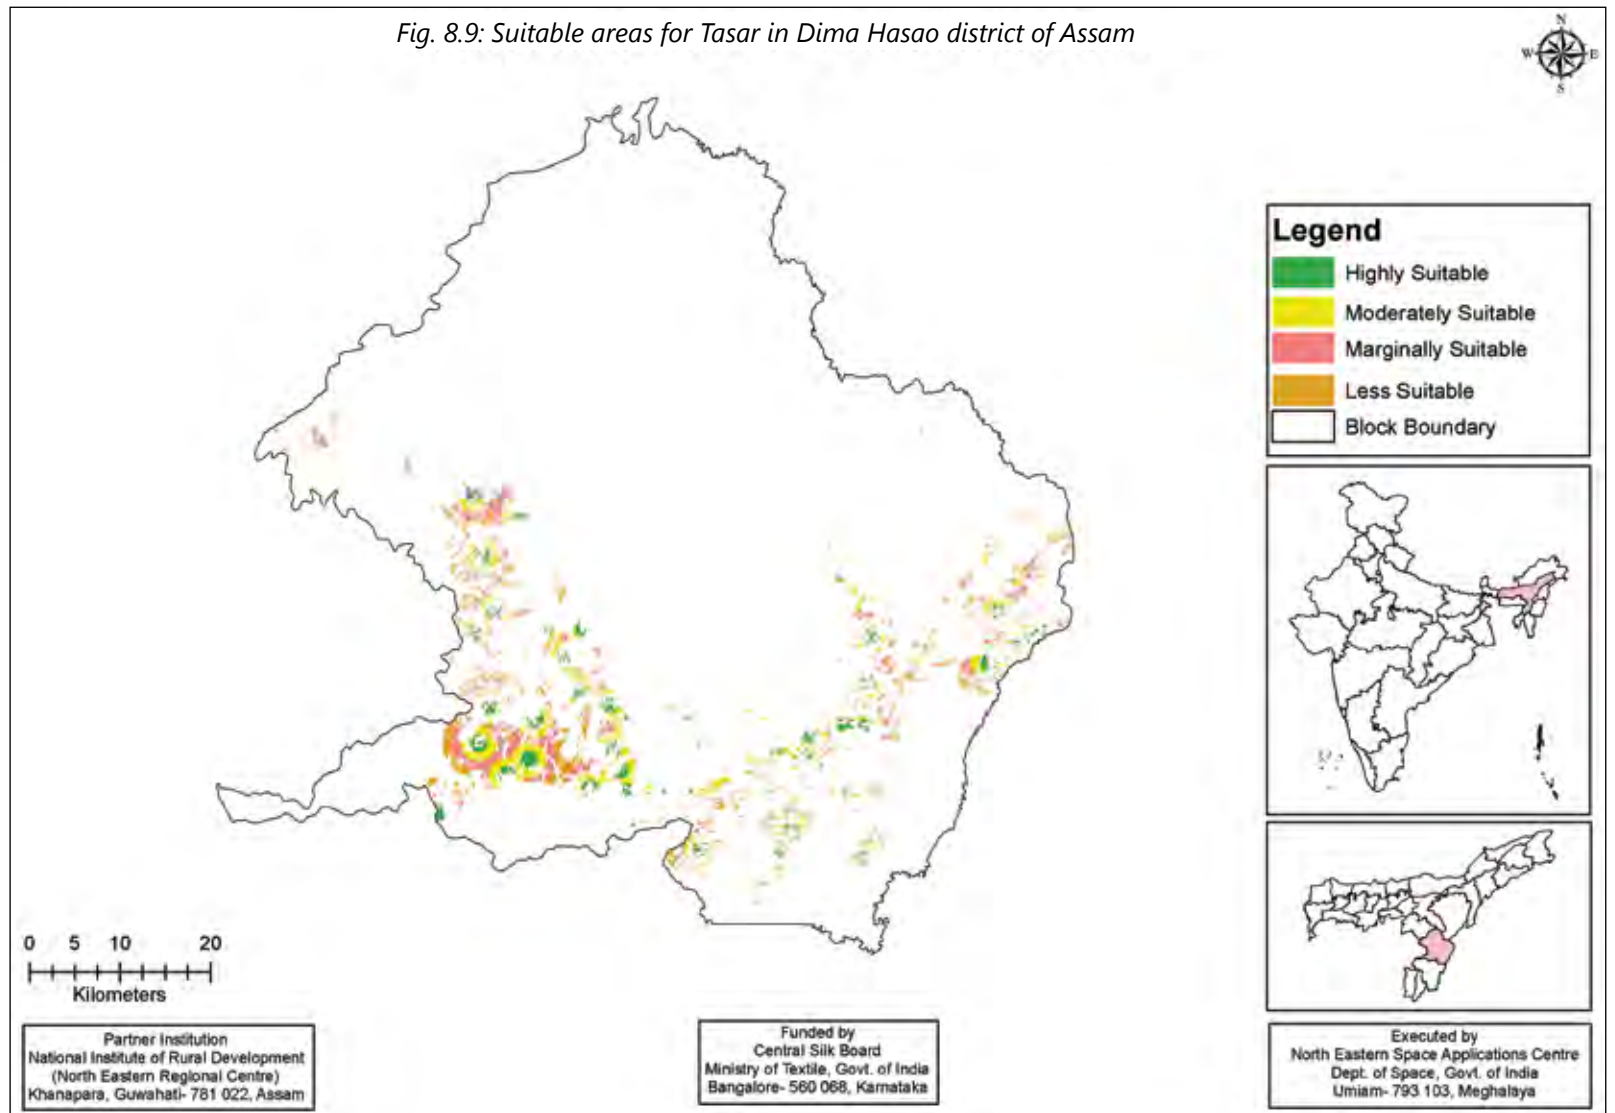 Fig. 8.9: Suitable areas for Tasar in Dima Hasao district of Assam
N
W E
S
Legend
Highly Suitable
Moderately Suitable
Marginally Suitable
Less Suitable
Block Boundary
0 5 10 20
Kilometers
Partner Institution
National Institute of Rural Development
(North Eastern Regional Centre)
Khanapara, Guwahati- 781 022, Assam
Funded by
Central Silk Board
Ministry of Textile, Govt. of India
Bangalore- 560 068, Karnataka
Executed by
North Eastern Space Applications Centre
Dept. of Space, Govt. of India
Umiam- 793 103, Meghalaya